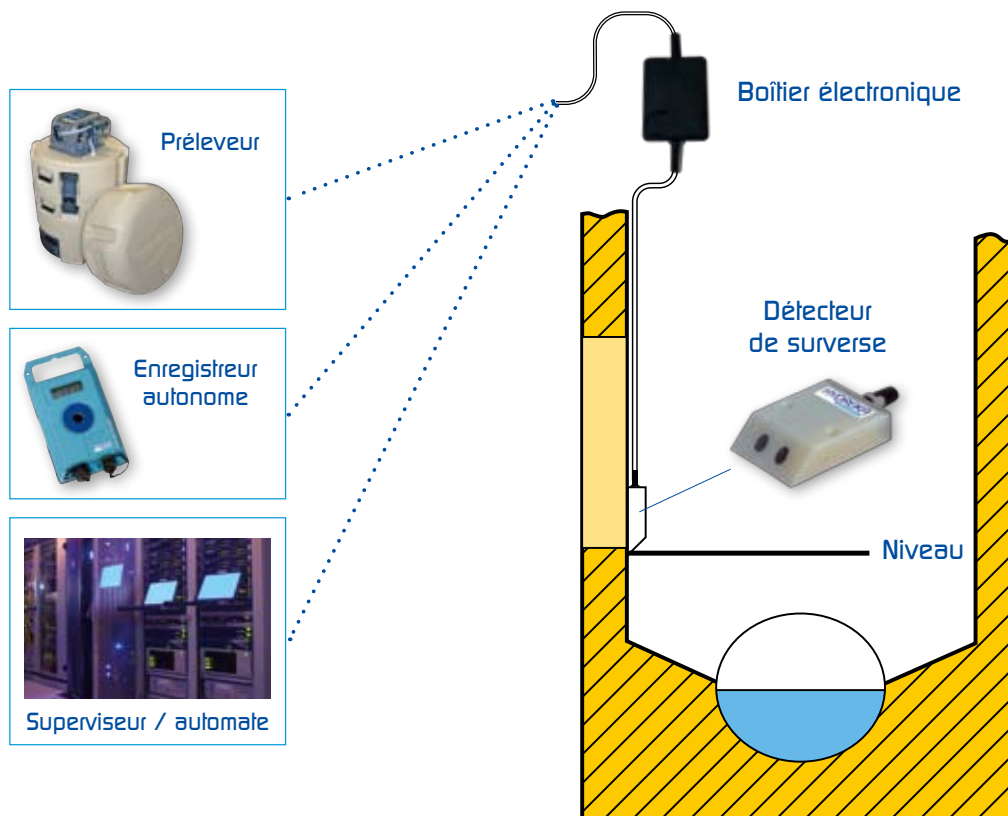 Boîtier électronique
Préleveur
Détecteur
de surverse
Enregistreur
autonome
Niveau
Superviseur / automate